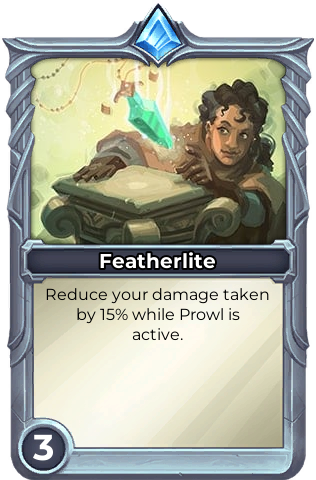 Featherlite
Reduce your damage taken
by 15% while Prowl is
active.
3